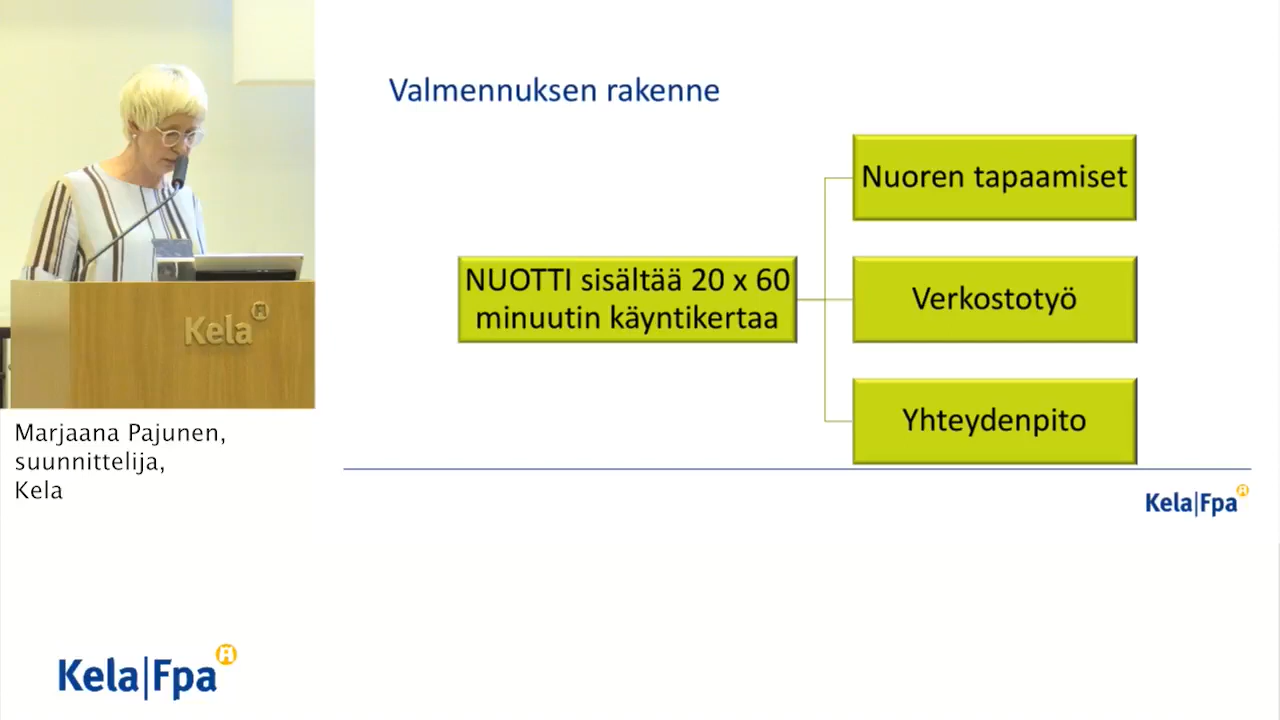 Valmennuksen rakenne
NUOTTI sisältää 20 x 60
minuutin käyntikertaa
Nuoren tapaamiset
Verkostotyö
Yhteydenpito
Kela|Fpa
Kela
Marjaana Pajunen,
suunnittelija,
Kela
Kela|Fpa